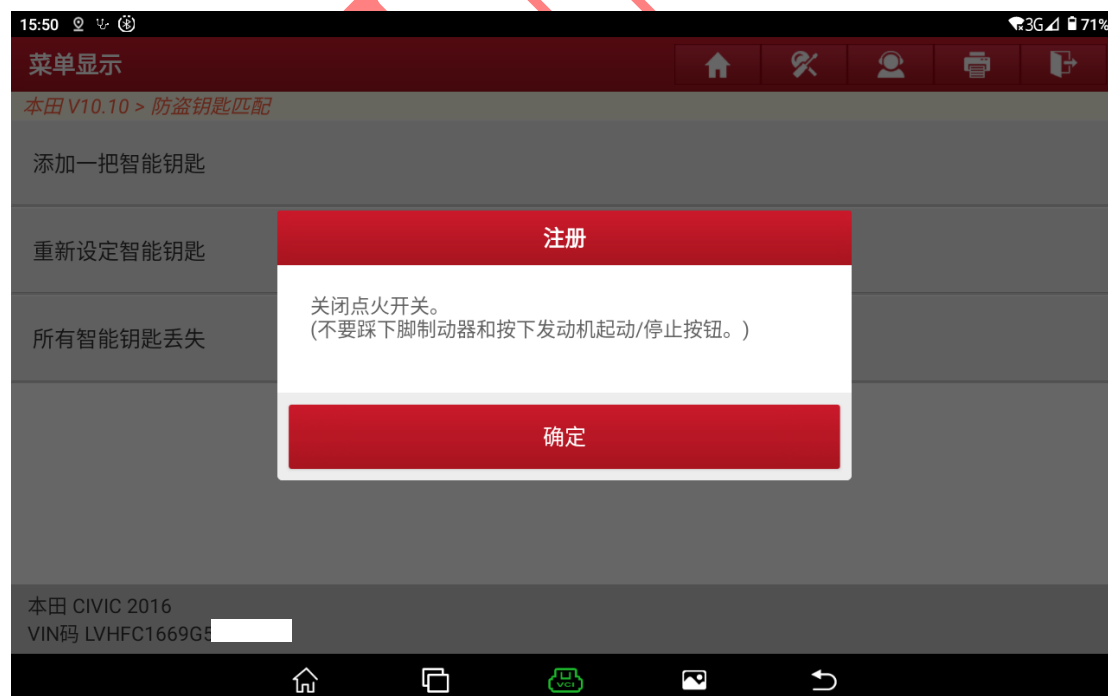 15:50
3G 71%
菜单显示
本田 V10.10 > 防盗钥匙匹配
添加一把智能钥匙
重新设定智能钥匙
所有智能钥匙丢失
注册
关闭点火开关。
(不要踩下脚制动器和按下发动机起动/停止按钮。)
确定
本田 CIVIC 2016
VIN码 LVHFC1669G5
VCI